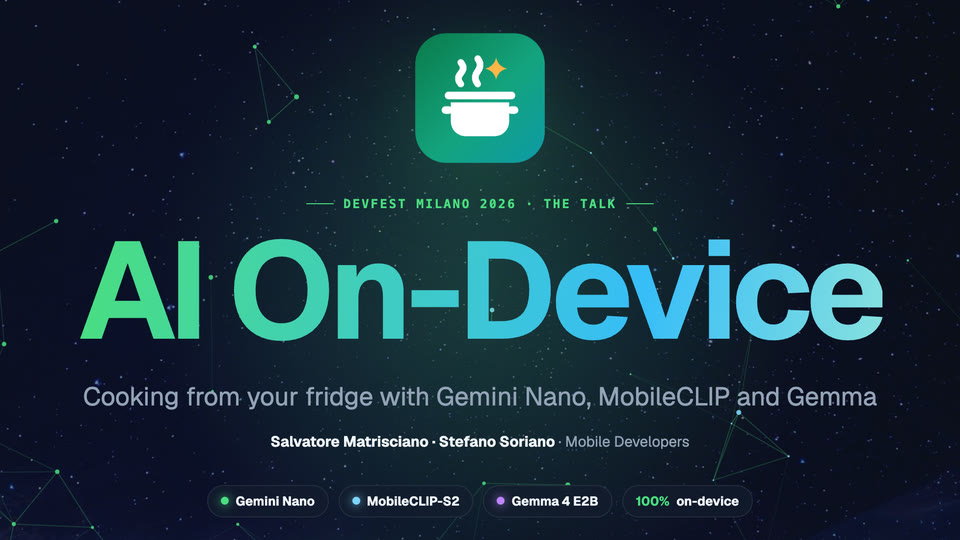 DEVFEST MILANO 2026 · THE TALK
AI On-Device
Cooking from your fridge with Gemini Nano, MobileCLIP and Gemma
Salvatore Matrisciano · Stefano Soriano · Mobile Developers
Gemini Nano MobileCLIP-S2 Gemma 4 E2B 100% on-device